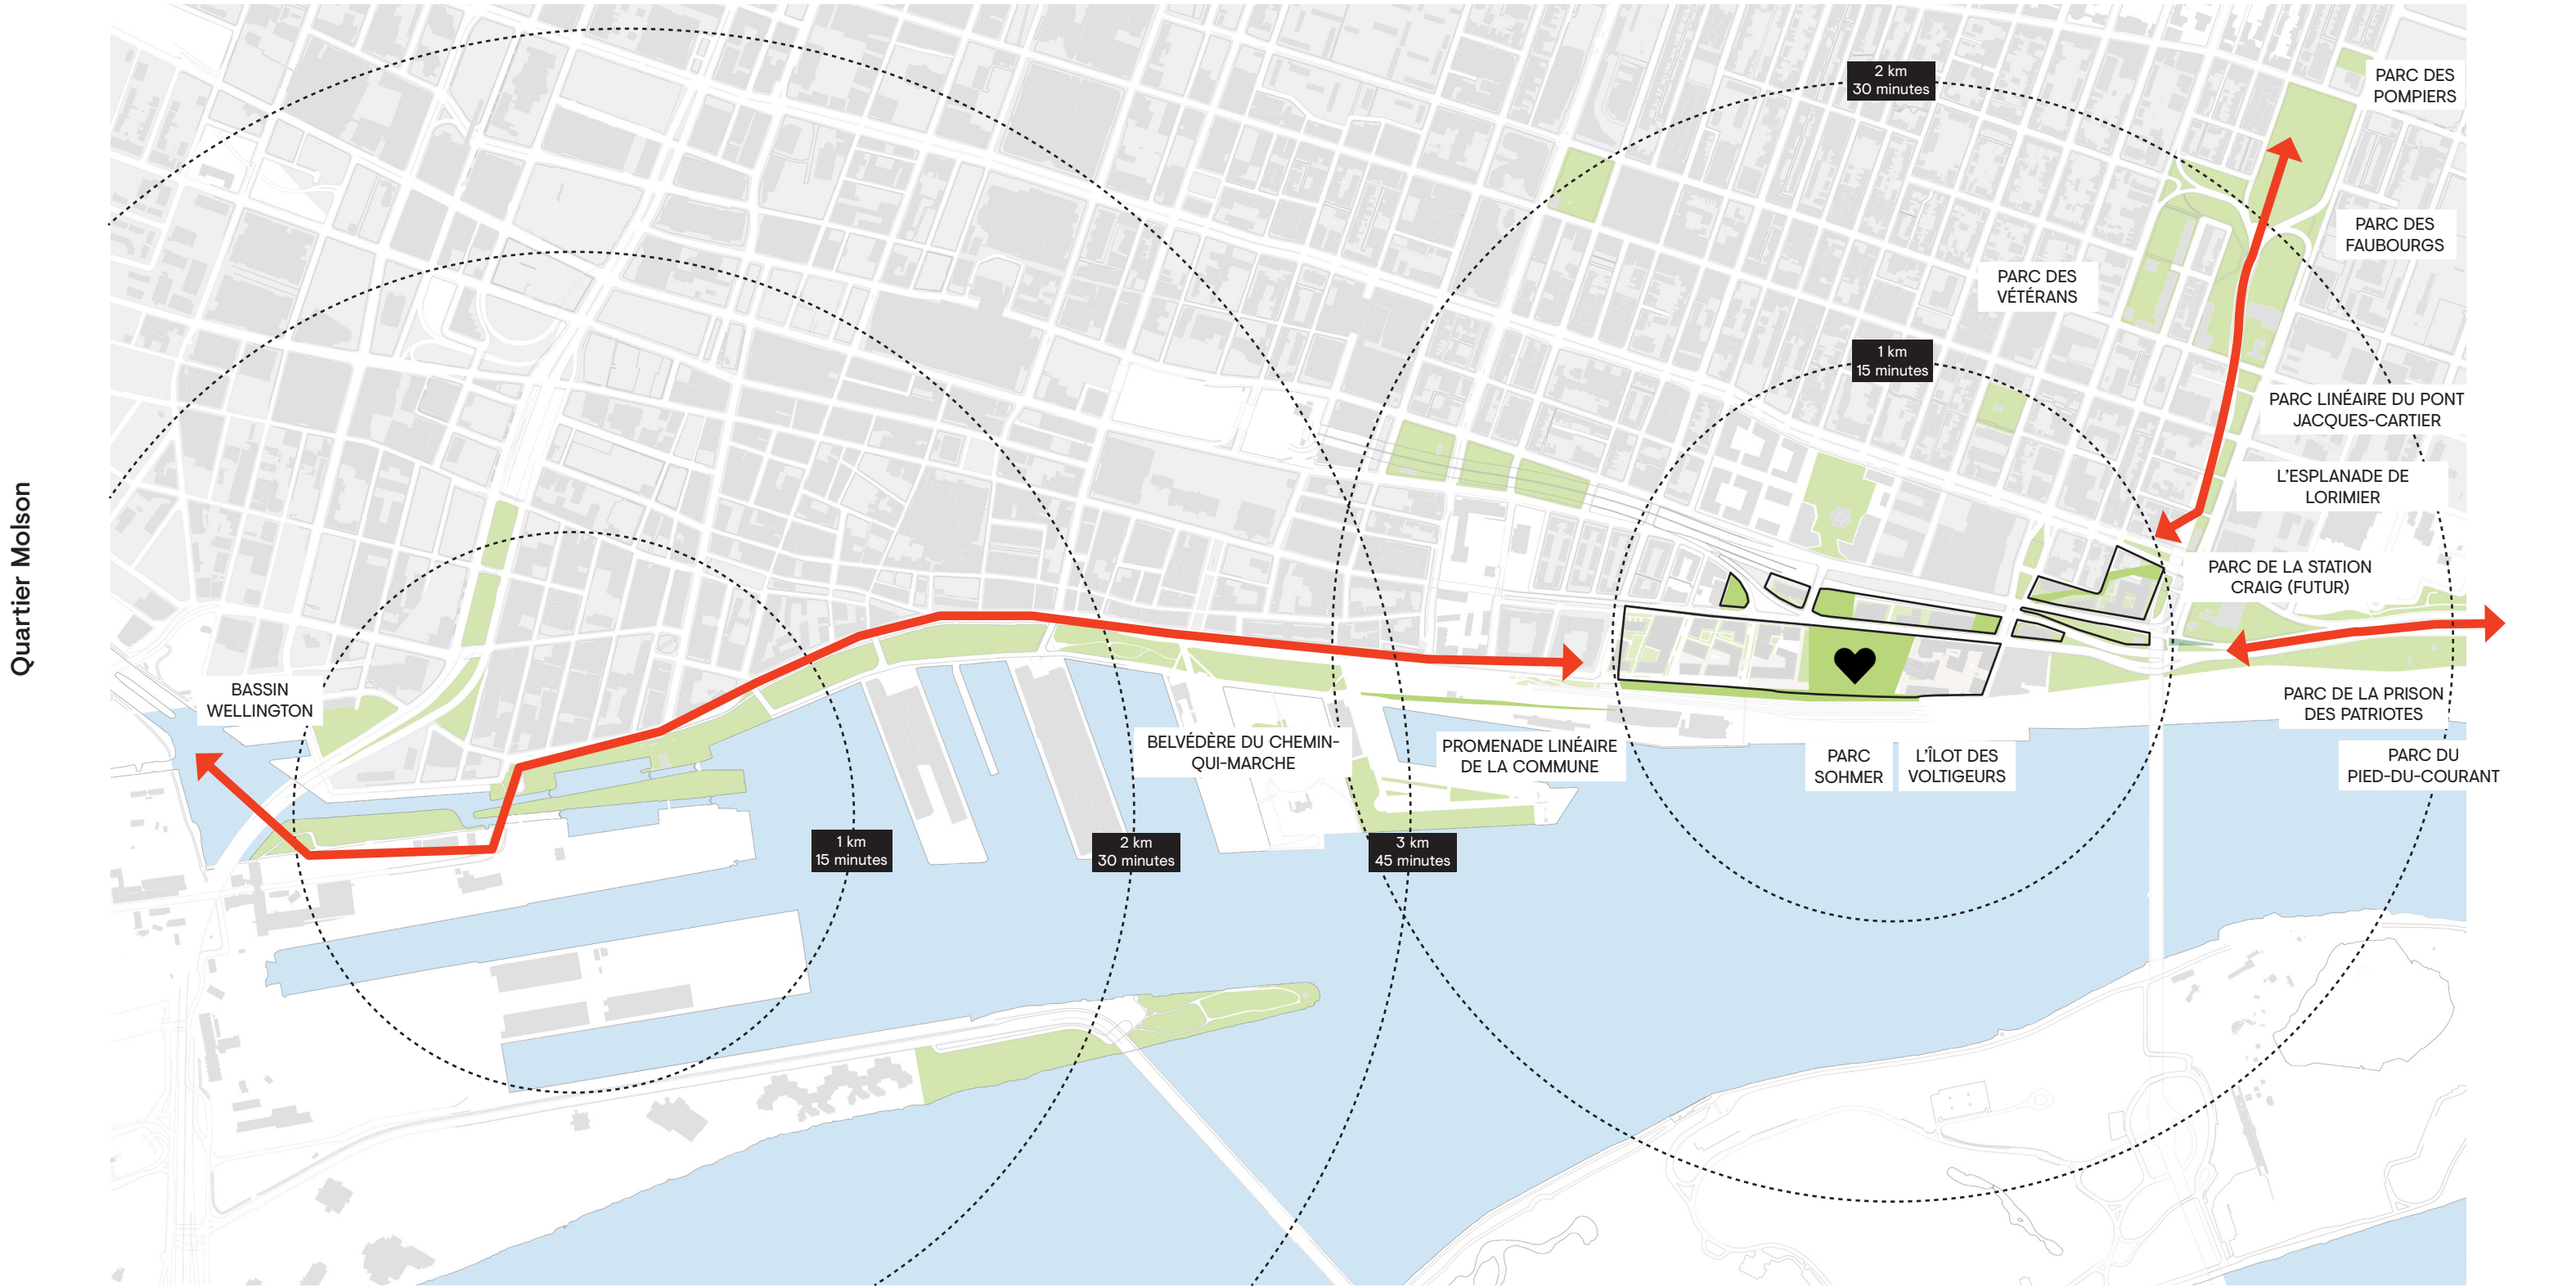 Quartier Molson
2 km
30 minutes
PARC DES
POMPIERS
PARC DES
FAUBOURGS
PARC DES
VÉTÉRANS
1 km
15 minutes
PARC LINÉAIRE DU PONT
JACQUES-CARTIER
L'ESPLANADE DE
LORIMIER
PARC DE LA STATION
CRAIG (FUTUR)
BASSIN
WELLINGTON
PARC DE LA PRISON
DES PATRIOTES
BELVÉDÈRE DU CHEMIN-
QUI-MARCHE
PROMENADE LINÉAIRE
DE LA COMMUNE
PARC
SOHMER
L'ÎLOT DES
VOLTIGEURS
PARC DU
PIED-DU-COURANT
1 km
15 minutes
2 km
30 minutes
3 km
45 minutes